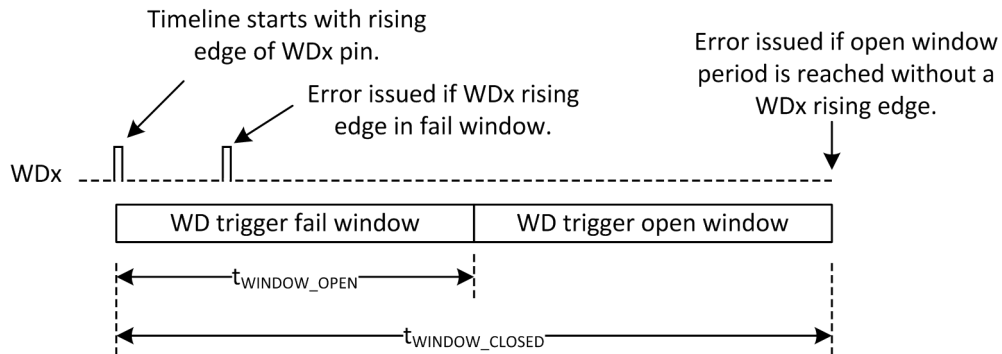 Timeline starts with rising
edge of WDx pin.
Error issued if open window
period is reached without a
WDx rising edge.
Error issued if WDx rising
edge in fail window.
WDx
WD trigger fail window
WD trigger open window
tWINDOW_OPEN
tWINDOW_CLOSED